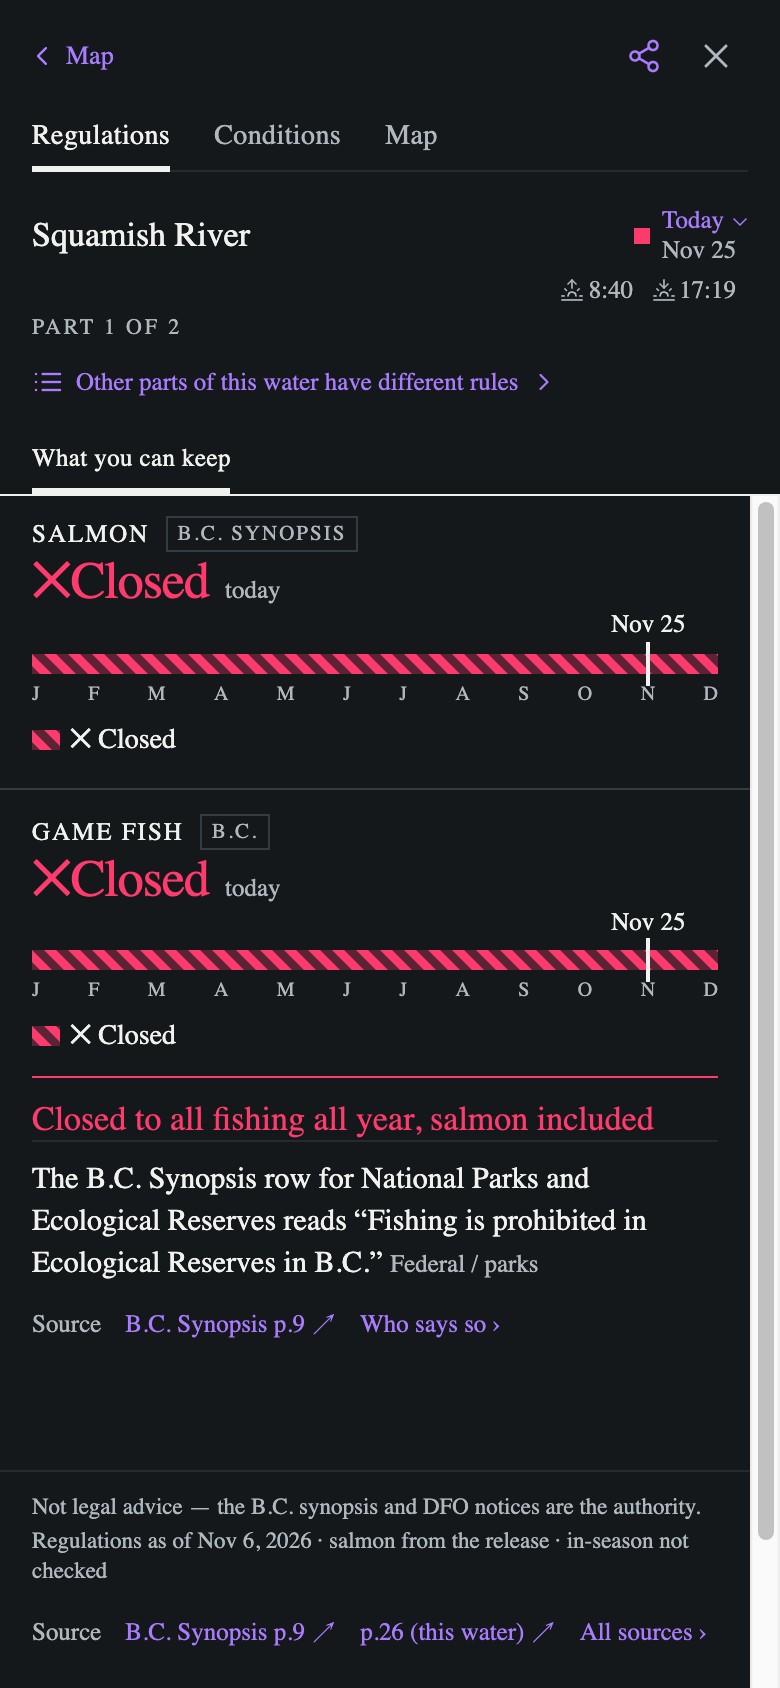 Map
Regulations Conditions Map
Squamish River
Today
Nov 25
8:40 17:19
PART 1 OF 2
Other parts of this water have different rules
What you can keep
SALMON B.C. SYNOPSIS
Closed today
Nov 25
J F M A M J J A S O N D
Closed
GAME FISH B.C.
Closed today
Nov 25
J F M A M J J A S O N D
Closed
Closed to all fishing all year, salmon included
The B.C. Synopsis row for National Parks and
Ecological Reserves reads “Fishing is prohibited in
Ecological Reserves in B.C.” Federal / parks
Source B.C. Synopsis p.9 ↗ Who says so ›
Not legal advice — the B.C. synopsis and DFO notices are the authority.
Regulations as of Nov 6, 2026 · salmon from the release · in-season not
checked
Source B.C. Synopsis p.9 ↗ p.26 (this water) ↗ All sources ›